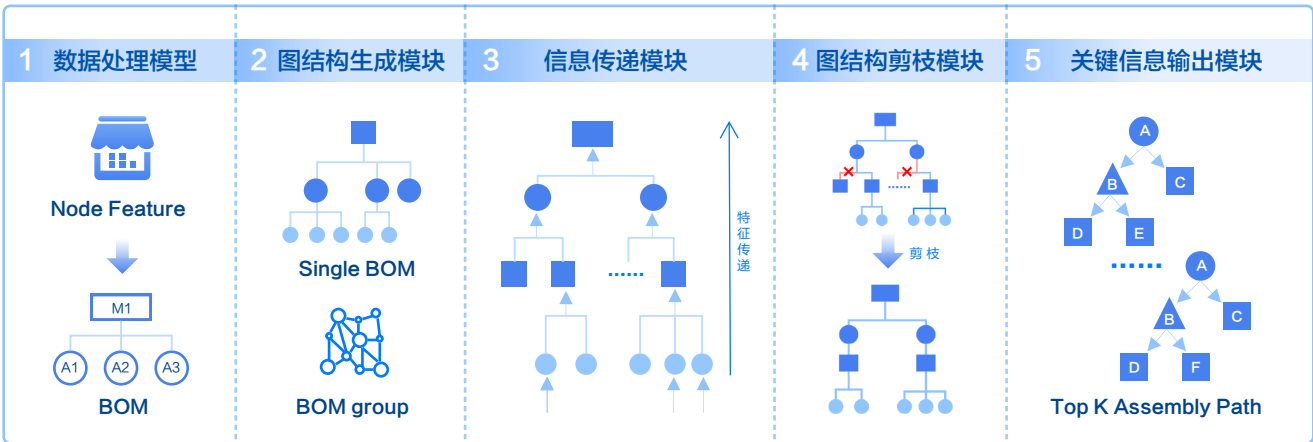 1 数据处理模型
Node Feature
M1
A1 A2 A3
BOM
2 图结构生成模块
Single BOM
BOM group
3 信息传递模块
......
特征传递
4 图结构剪枝模块
......
剪枝
5 关键信息输出模块
A
B C
D E
......
A
B C
D F
Top K Assembly Path